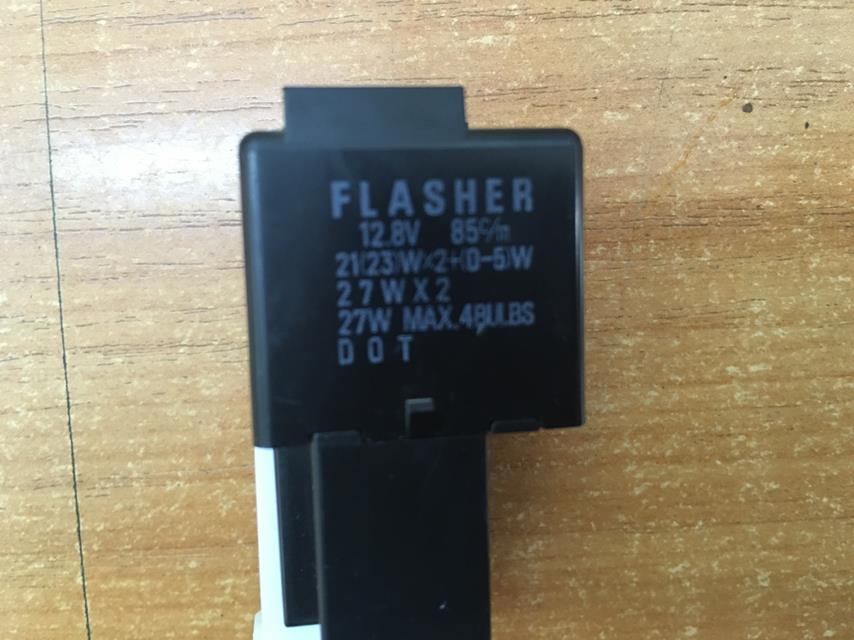 FLASHER
12.8V 85c/m
21(23)W×2+(0-5)W
27WX2
27W MAX.4BULBS
DOT